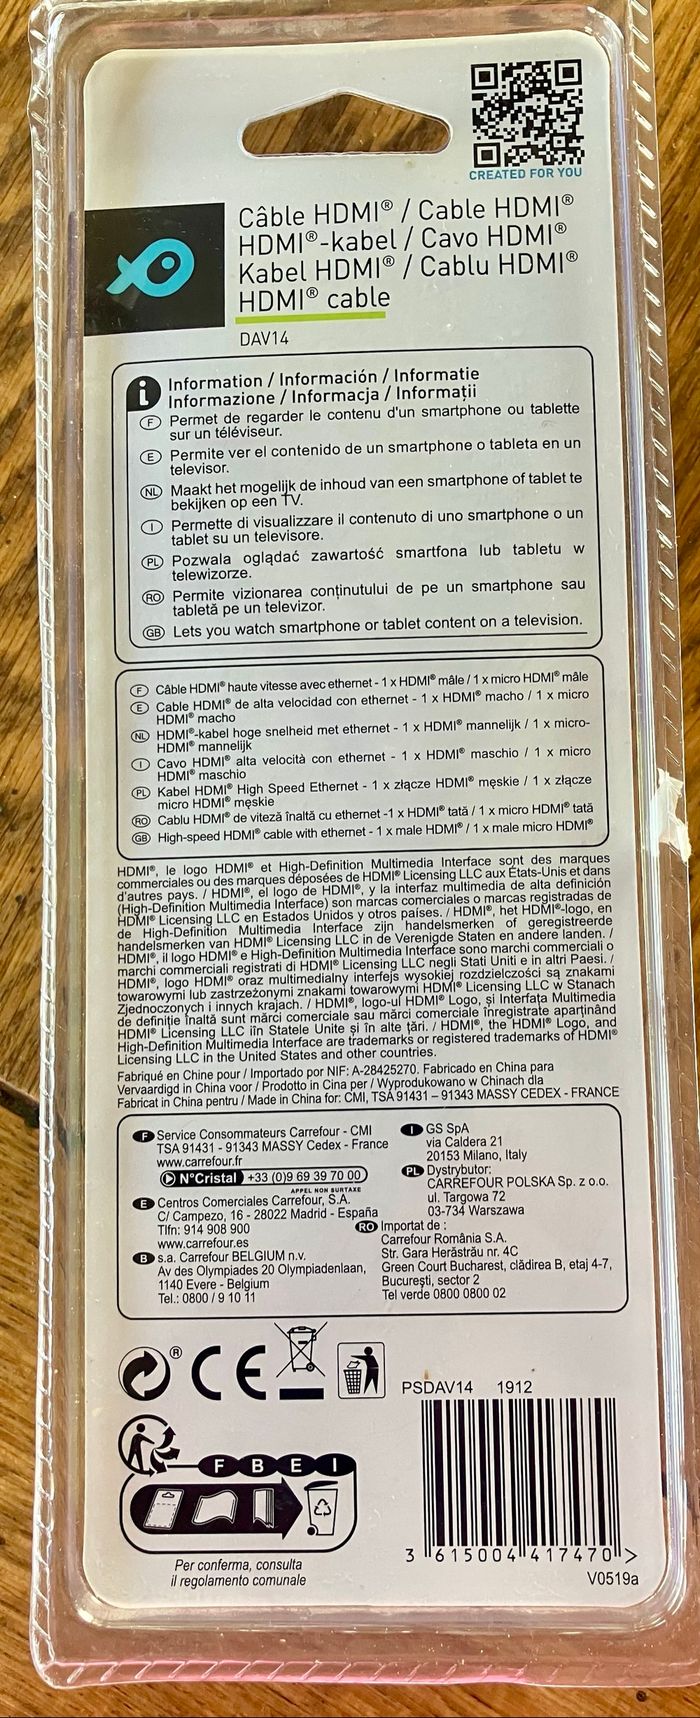 CREATED FOR YOU
Câble HDMI® / Cable HDMI®
HDMI®-kabel / Cavo HDMI®
Kabel HDMI® / Cablu HDMI®
HDMI® cable
DAV14
i Information / Información / Informatie
Informazione / Informacja / Informații
F Permet de regarder le contenu d'un smartphone ou tablette
sur un téléviseur.
E Permite ver el contenido de un smartphone o tableta en un
televisor.
NL Maakt het mogelijk de inhoud van een smartphone of tablet te
bekijken op een TV.
I Permette di visualizzare il contenuto di uno smartphone o un
tablet su un televisore.
PL Pozwala oglądać zawartość smartfona lub tabletu w
telewizorze.
RO Permite vizionarea conținutului de pe un smartphone sau
tabletă pe un televizor.
GB Lets you watch smartphone or tablet content on a television.
F Câble HDMI® haute vitesse avec ethernet - 1 x HDMI® mâle / 1 x micro HDMI® mâle
E Cable HDMI® de alta velocidad con ethernet - 1 x HDMI® macho / 1 x micro
HDMI® macho
NL HDMI®-kabel hoge snelheid met ethernet - 1 x HDMI® mannelijk / 1 x micro-
HDMI® mannelijk
I Cavo HDMI® alta velocità con ethernet - 1 x HDMI® maschio / 1 x micro
HDMI® maschio
PL Kabel HDMI® High Speed Ethernet - 1 x złącze HDMI® męskie / 1 x złącze
micro HDMI® męskie
RO Cablu HDMI® de viteză înaltă cu ethernet -1 x HDMI® tată / 1 x micro HDMI® tată
GB High-speed HDMI® cable with ethernet - 1 x male HDMI® / 1 x male micro HDMI®
HDMI®, le logo HDMI® et High-Definition Multimedia Interface sont des marques
commerciales ou des marques déposées de HDMI® Licensing LLC aux États-Unis et dans
d'autres pays. / HDMI®, el logo de HDMI®, y la interfaz multimedia de alta definición
(High-Definition Multimedia Interface) son marcas comerciales o marcas registradas de
HDMI® Licensing LLC en Estados Unidos y otros países. / HDMI®, het HDMI®-logo, en
de High-Definition Multimedia Interface zijn handelsmerken of geregistreerde
handelsmerken van HDMI® Licensing LLC in de Verenigde Staten en andere landen. /
HDMI®, il logo HDMI® e High-Definition Multimedia Interface sono marchi commerciali o
marchi commerciali registrati di HDMI® Licensing LLC negli Stati Uniti e in altri Paesi. /
HDMI®, logo HDMI® oraz multimedialny interfejs wysokiej rozdzielczości są znakami
towarowymi lub zastrzeżonymi znakami towarowymi HDMI® Licensing LLC w Stanach
Zjednoczonych i innych krajach. / HDMI®, logo-ul HDMI® Logo, și Interfața Multimedia
de definiție înaltă sunt mărci comerciale sau mărci comerciale înregistrate aparținând
HDMI® Licensing LLC iîn Statele Unite și în alte țări. / HDMI®, the HDMI® Logo, and
High-Definition Multimedia Interface are trademarks or registered trademarks of HDMI®
Licensing LLC in the United States and other countries.
Fabriqué en Chine pour / Importado por NIF: A-28425270. Fabricado en China para
Vervaardigd in China voor / Prodotto in Cina per / Wyprodukowano w Chinach dla
Fabricat in China pentru / Made in China for: CMI, TSA 91431 – 91343 MASSY CEDEX - FRANCE
F Service Consommateurs Carrefour - CMI
TSA 91431 - 91343 MASSY Cedex - France
www.carrefour.fr
N°Cristal +33 (0)9 69 39 70 00
APPEL NON SURTAXÉ
E Centros Comerciales Carrefour, S.A.
C/ Campezo, 16 - 28022 Madrid - España
Tlfn: 914 908 900
www.carrefour.es
B s.a. Carrefour BELGIUM n.v.
Av des Olympiades 20 Olympiadenlaan,
1140 Evere - Belgium
Tel.: 0800 / 9 10 11
I GS SpA
via Caldera 21
20153 Milano, Italy
PL Dystrybutor:
CARREFOUR POLSKA Sp. z o.o.
ul. Targowa 72
03-734 Warszawa
RO Importat de :
Carrefour România S.A.
Str. Gara Herăstrău nr. 4C
Green Court Bucharest, clădirea B, etaj 4-7,
București, sector 2
Tel verde 0800 0800 02
® CE
PSDAV14 1912
F B E I
3 615004 417470 >
V0519a
Per conferma, consulta
il regolamento comunale